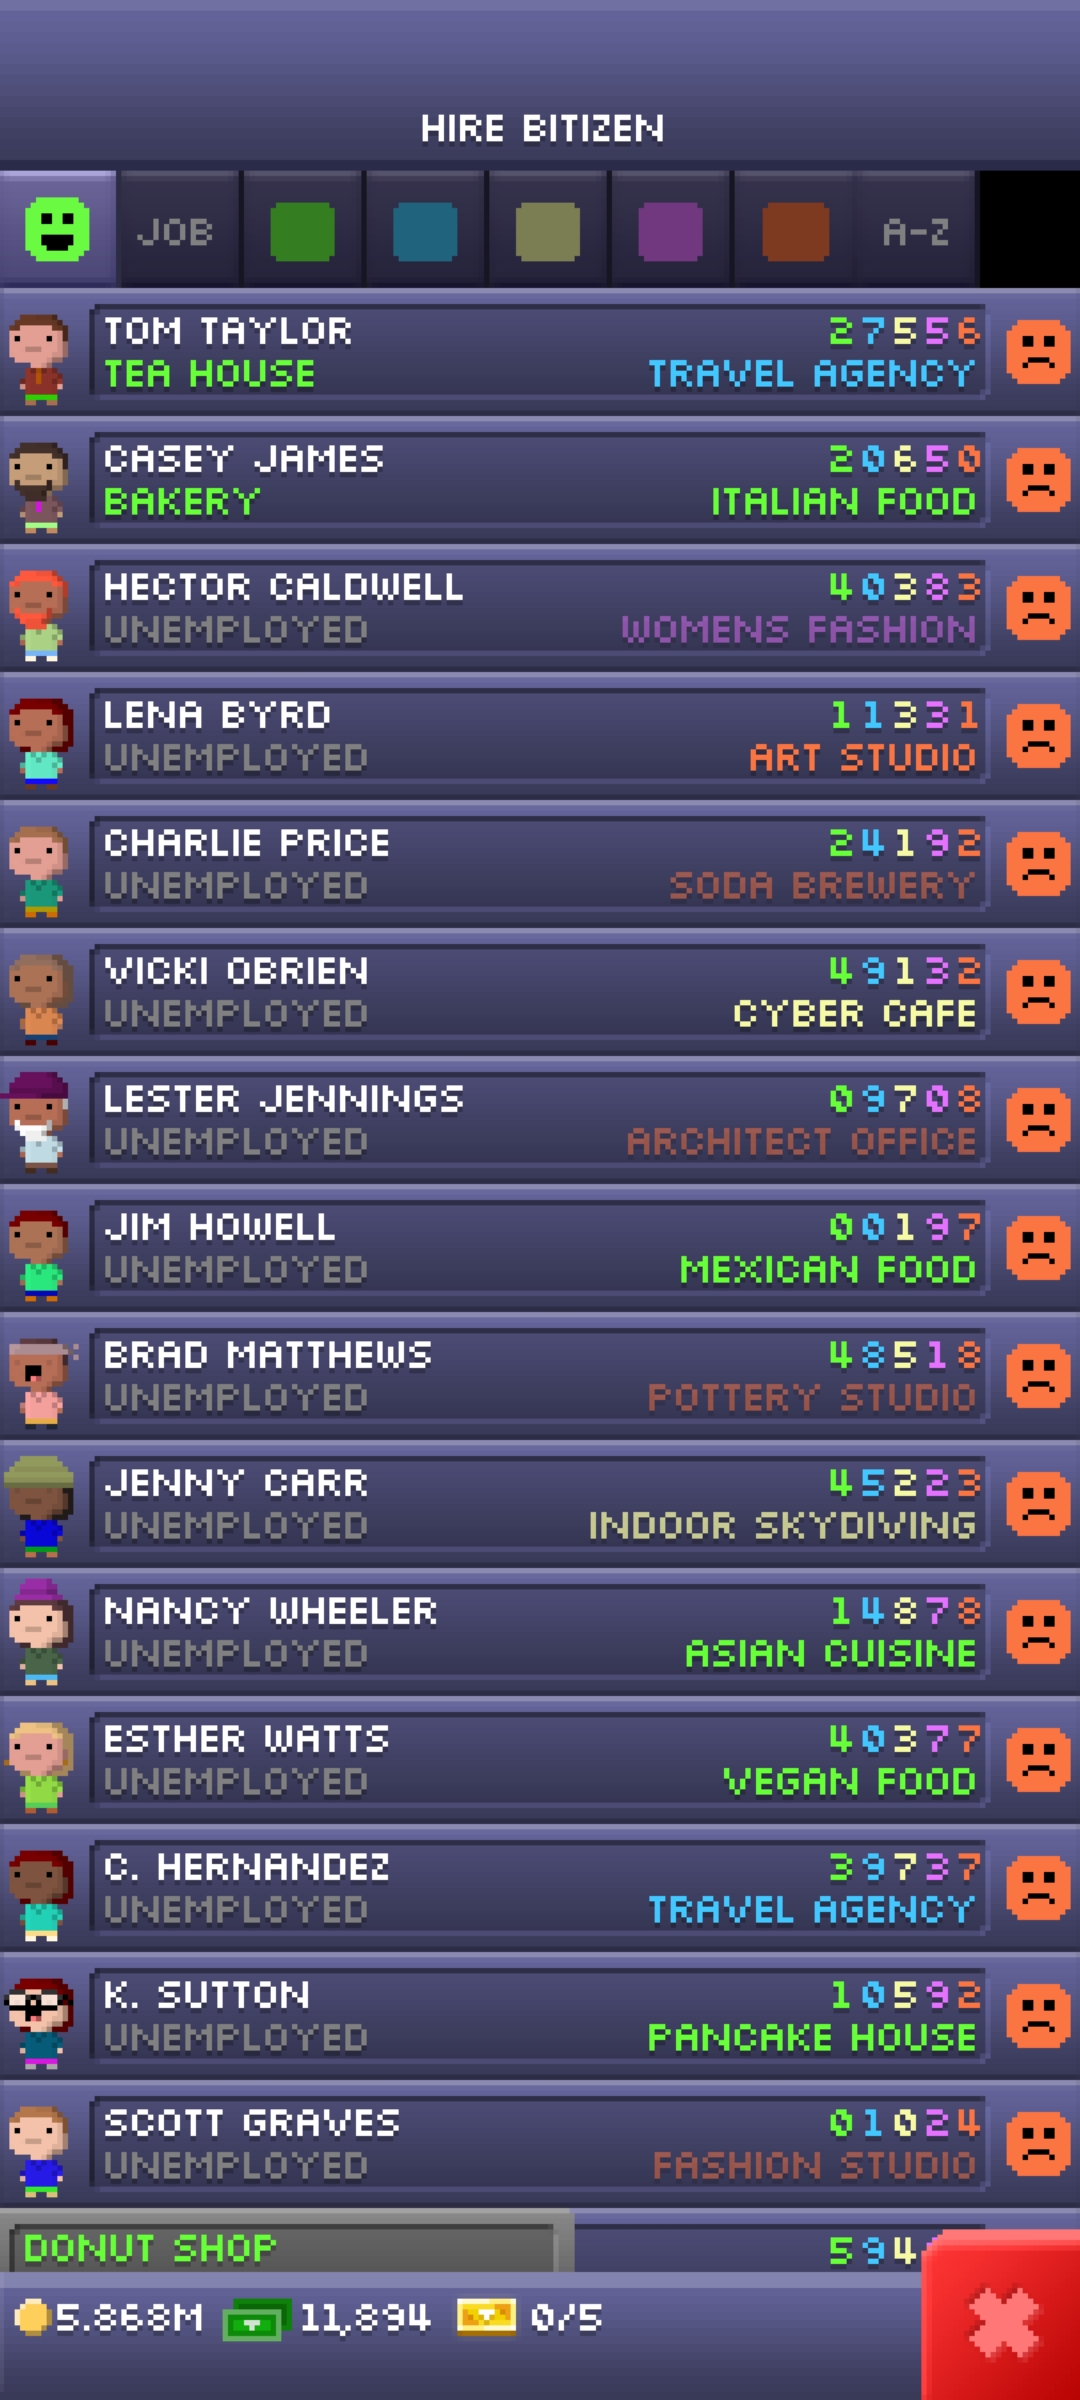 HIRE BITIZEN
JOB A-Z
TOM TAYLOR 27556
TEA HOUSE TRAVEL AGENCY
CASEY JAMES 20650
BAKERY ITALIAN FOOD
HECTOR CALDWELL 40383
UNEMPLOYED WOMENS FASHION
LENA BYRD 11331
UNEMPLOYED ART STUDIO
CHARLIE PRICE 24192
UNEMPLOYED SODA BREWERY
VICKI OBRIEN 49132
UNEMPLOYED CYBER CAFE
LESTER JENNINGS 09708
UNEMPLOYED ARCHITECT OFFICE
JIM HOWELL 00197
UNEMPLOYED MEXICAN FOOD
BRAD MATTHEWS 48518
UNEMPLOYED POTTERY STUDIO
JENNY CARR 45223
UNEMPLOYED INDOOR SKYDIVING
NANCY WHEELER 14878
UNEMPLOYED ASIAN CUISINE
ESTHER WATTS 40377
UNEMPLOYED VEGAN FOOD
C. HERNANDEZ 39737
UNEMPLOYED TRAVEL AGENCY
K. SUTTON 10592
UNEMPLOYED PANCAKE HOUSE
SCOTT GRAVES 01024
UNEMPLOYED FASHION STUDIO
DONUT SHOP 594
5.868M 11,894 0/5